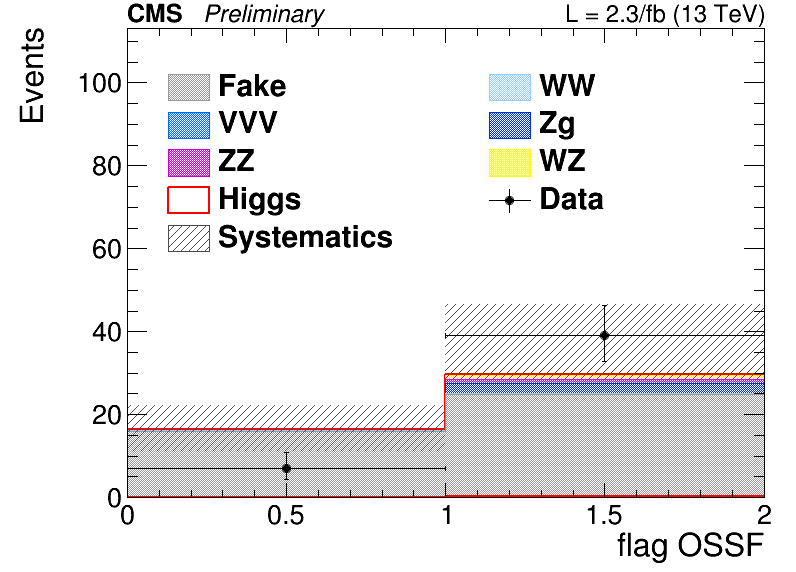 CMS Preliminary L = 2.3/fb (13 TeV)
Events
100
80
60
40
20
0
Fake WW
VVV Zg
ZZ WZ
Higgs Data
Systematics
0 0.5 1 1.5 2
flag OSSF